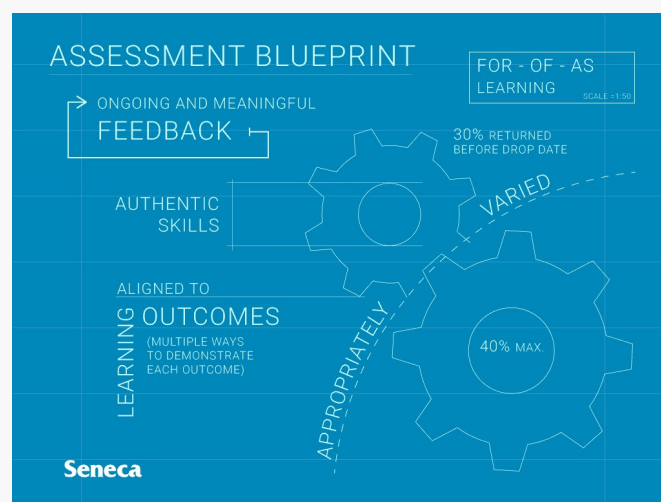 ASSESSMENT BLUEPRINT
FOR - OF - AS
LEARNING
SCALE =1:50
ONGOING AND MEANINGFUL
FEEDBACK
30% RETURNED
BEFORE DROP DATE
AUTHENTIC
SKILLS
APPROPRIATELY VARIED
ALIGNED TO
LEARNING OUTCOMES
(MULTIPLE WAYS
TO DEMONSTRATE
EACH OUTCOME)
40% MAX.
Seneca